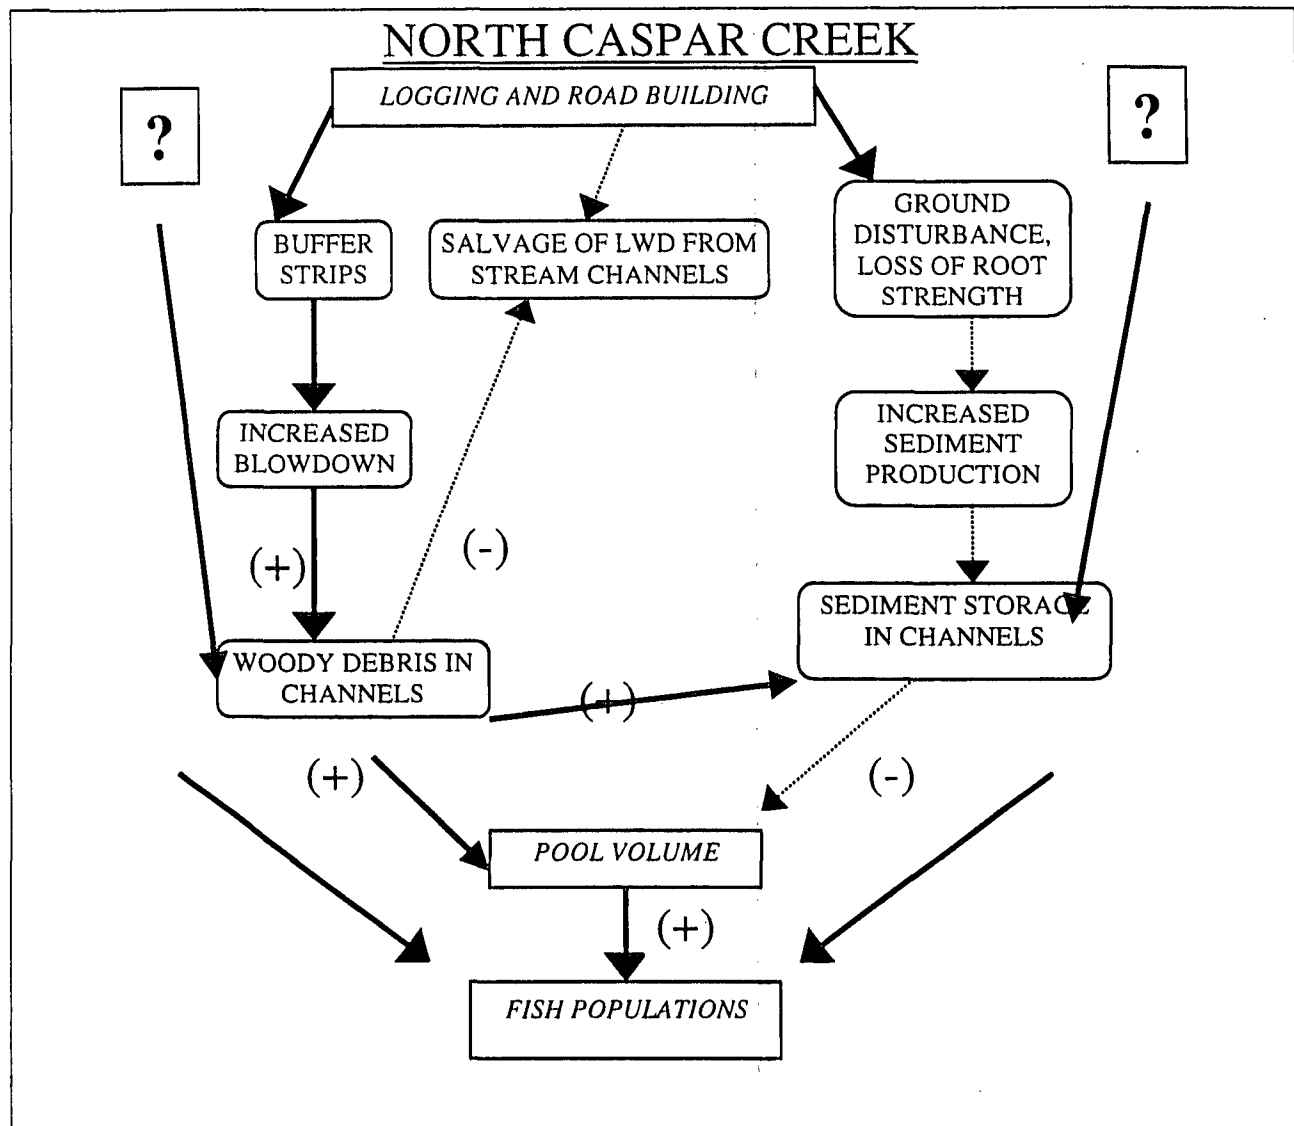 NORTH CASPAR CREEK
LOGGING AND ROAD BUILDING
?
?
BUFFER
STRIPS
SALVAGE OF LWD FROM
STREAM CHANNELS
GROUND
DISTURBANCE,
LOSS OF ROOT
STRENGTH
INCREASED
BLOWDOWN
INCREASED
SEDIMENT
PRODUCTION
(+)
(-)
WOODY DEBRIS IN
CHANNELS
SEDIMENT STORAGE
IN CHANNELS
(+)
(+)
(-)
POOL VOLUME
(+)
FISH POPULATIONS